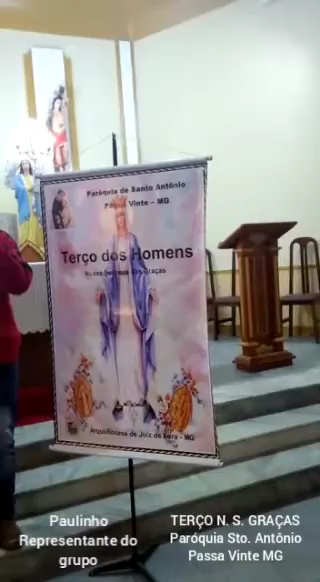 Paróquia de Santo Antônio
Passa Vinte - MG
Terço dos Homens
Nossa Senhora das Graças
Arquidiocese de Juiz de Fora - MG
Paulinho
Representante do
grupo
TERÇO N. S. GRAÇAS
Paróquia Sto. Antônio
Passa Vinte MG